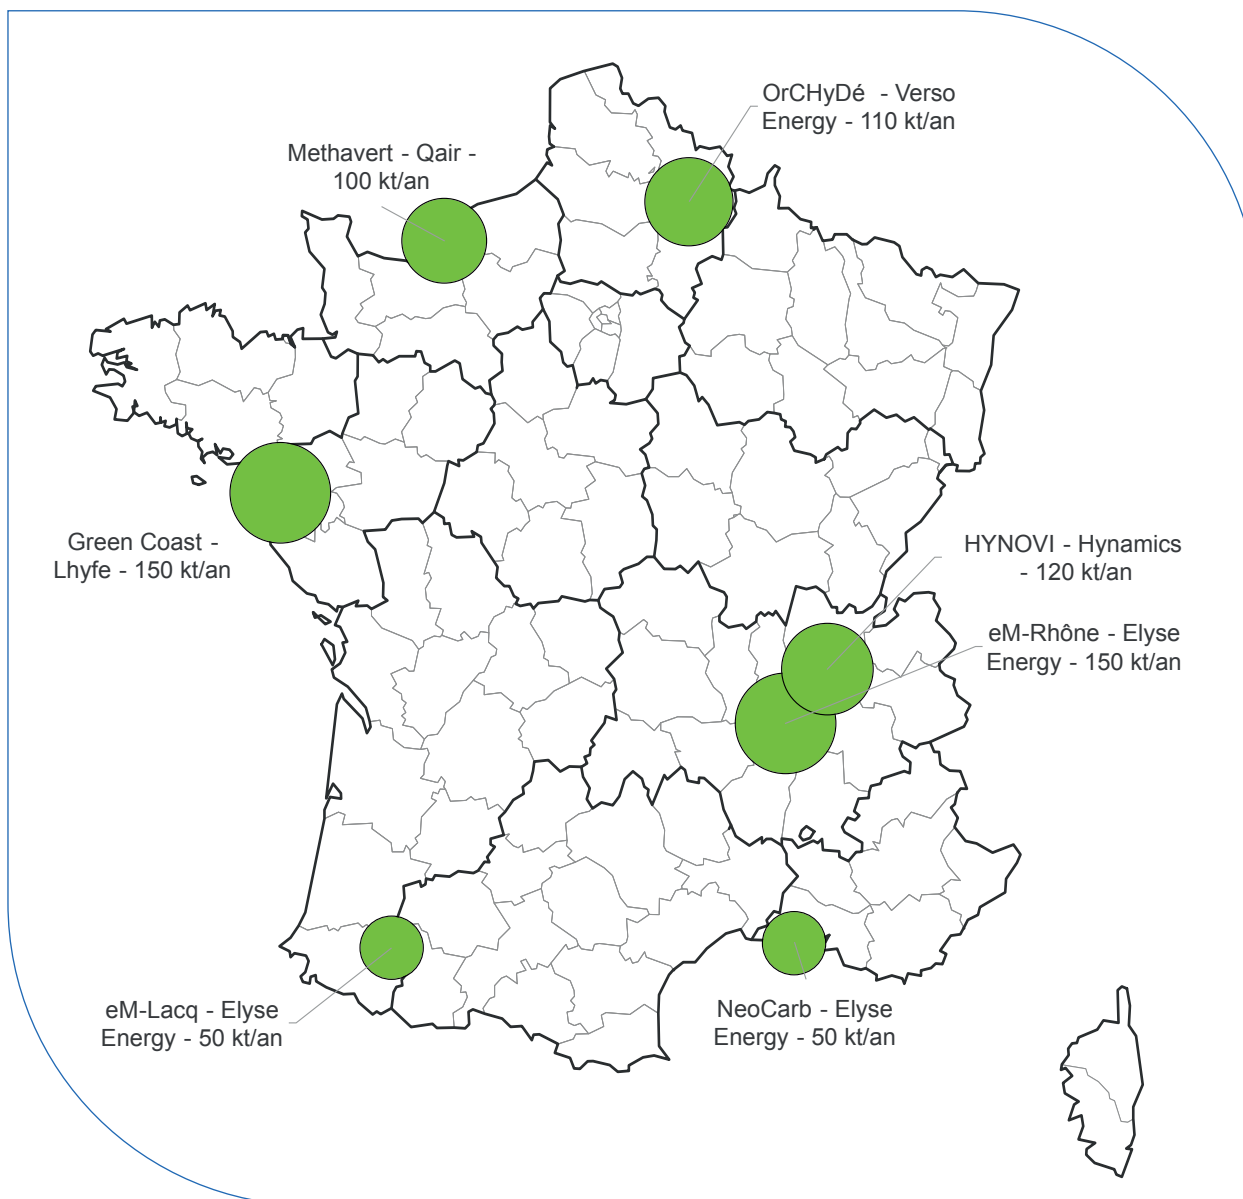 OrCHyDé - Verso
Energy - 110 kt/an
Methavert - Qair -
100 kt/an
Green Coast -
Lhyfe - 150 kt/an
HYNOVI - Hynamics
- 120 kt/an
eM-Rhône - Elyse
Energy - 150 kt/an
eM-Lacq - Elyse
Energy - 50 kt/an
NeoCarb - Elyse
Energy - 50 kt/an